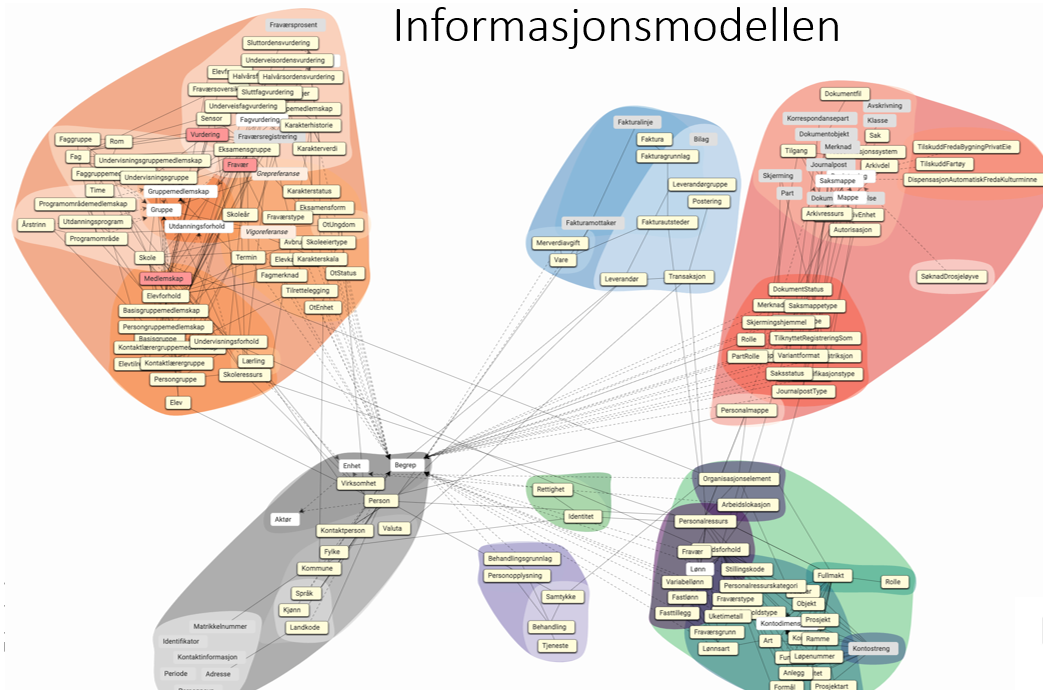 Informasjonsmodellen
Fraværsprosent
Sluttordensvurdering
Underveisordensvurdering
Halvårsordensvurdering
Sluttfagvurdering
Underveisfagvurdering
Sensor
Fagvurdering
Karakterhistorie
Vurdering
Fraværsregistrering
Eksamensgruppe
Karakterverdi
Fravær
Grepreferanse
Faggruppe
Rom
Fag
Undervisningsgruppemedlemskap
Undervisningsgruppe
Time
Gruppemedlemskap
Programområdemedlemskap
Gruppe
Årstrinn
Utdanningsprogram
Utdanningsforhold
Programområde
Skole
Karakterstatus
Eksamensform
Skoleår
Fraværstype
OtUngdom
Vigoreferanse
Skoleeiertype
Termin
Karakterskala
Fagmerknad
OtStatus
Tilrettelegging
OtEnhet
Medlemskap
Elevforhold
Basisgruppemedlemskap
Persongruppemedlemskap
Basisgruppe
Undervisningsforhold
Kontaktlærergruppe
Lærling
Persongruppe
Skoleressurs
Elev
Fakturalinje
Faktura
Bilag
Fakturagrunnlag
Leverandørgruppe
Postering
Fakturamottaker
Fakturautsteder
Merverdiavgift
Vare
Leverandør
Transaksjon
Dokumentfil
Avskrivning
Korrespondansepart
Klasse
Dokumentobjekt
Sak
Merknad
Tilgang
Journalpost
Arkivdel
Skjerming
Saksmappe
Part
Mappe
Arkivressurs
Autorisasjon
TilskuddFredaBygningPrivatEie
TilskuddFartøy
DispensasjonAutomatiskFredaKulturminne
SøknadDrosjeløyve
DokumentStatus
Saksmappetype
Skjermingshjemmel
Rolle
TilknyttetRegistreringSom
PartRolle
Variantformat
Saksstatus
JournalpostType
Personalmappe
Enhet
Begrep
Virksomhet
Person
Aktør
Kontaktperson
Valuta
Fylke
Kommune
Språk
Kjønn
Landkode
Matrikkelnummer
Identifikator
Kontaktinformasjon
Periode
Adresse
Rettighet
Identitet
Behandlingsgrunnlag
Personopplysning
Samtykke
Behandling
Tjeneste
Organisasjonselement
Arbeidslokasjon
Personalressurs
Fravær
Lønn
Stillingskode
Variabellønn
Personalressurskategori
Fullmakt
Rolle
Fastlønn
Fraværstype
Objekt
Fasttillegg
Uketimetall
Prosjekt
Fraværsgrunn
Art
Ramme
Lønnsart
Løpenummer
Kontostreng
Anlegg
Formål
Prosjektart